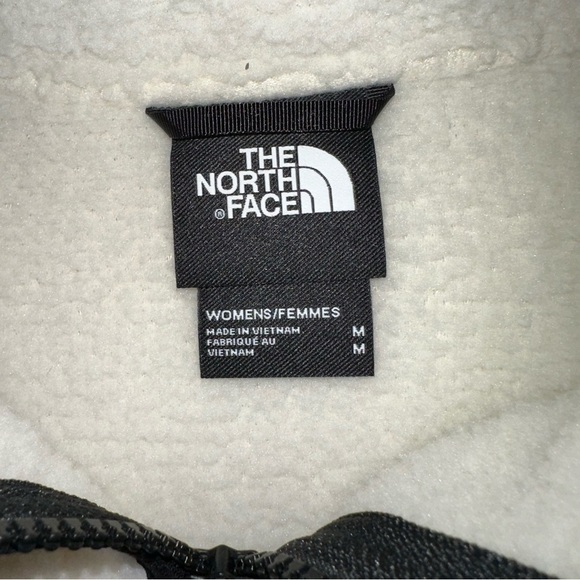 THE
NORTH
® FACE
WOMENS/FEMMES
MADE IN VIETNAM M
FABRIQUÉ AU
VIETNAM M